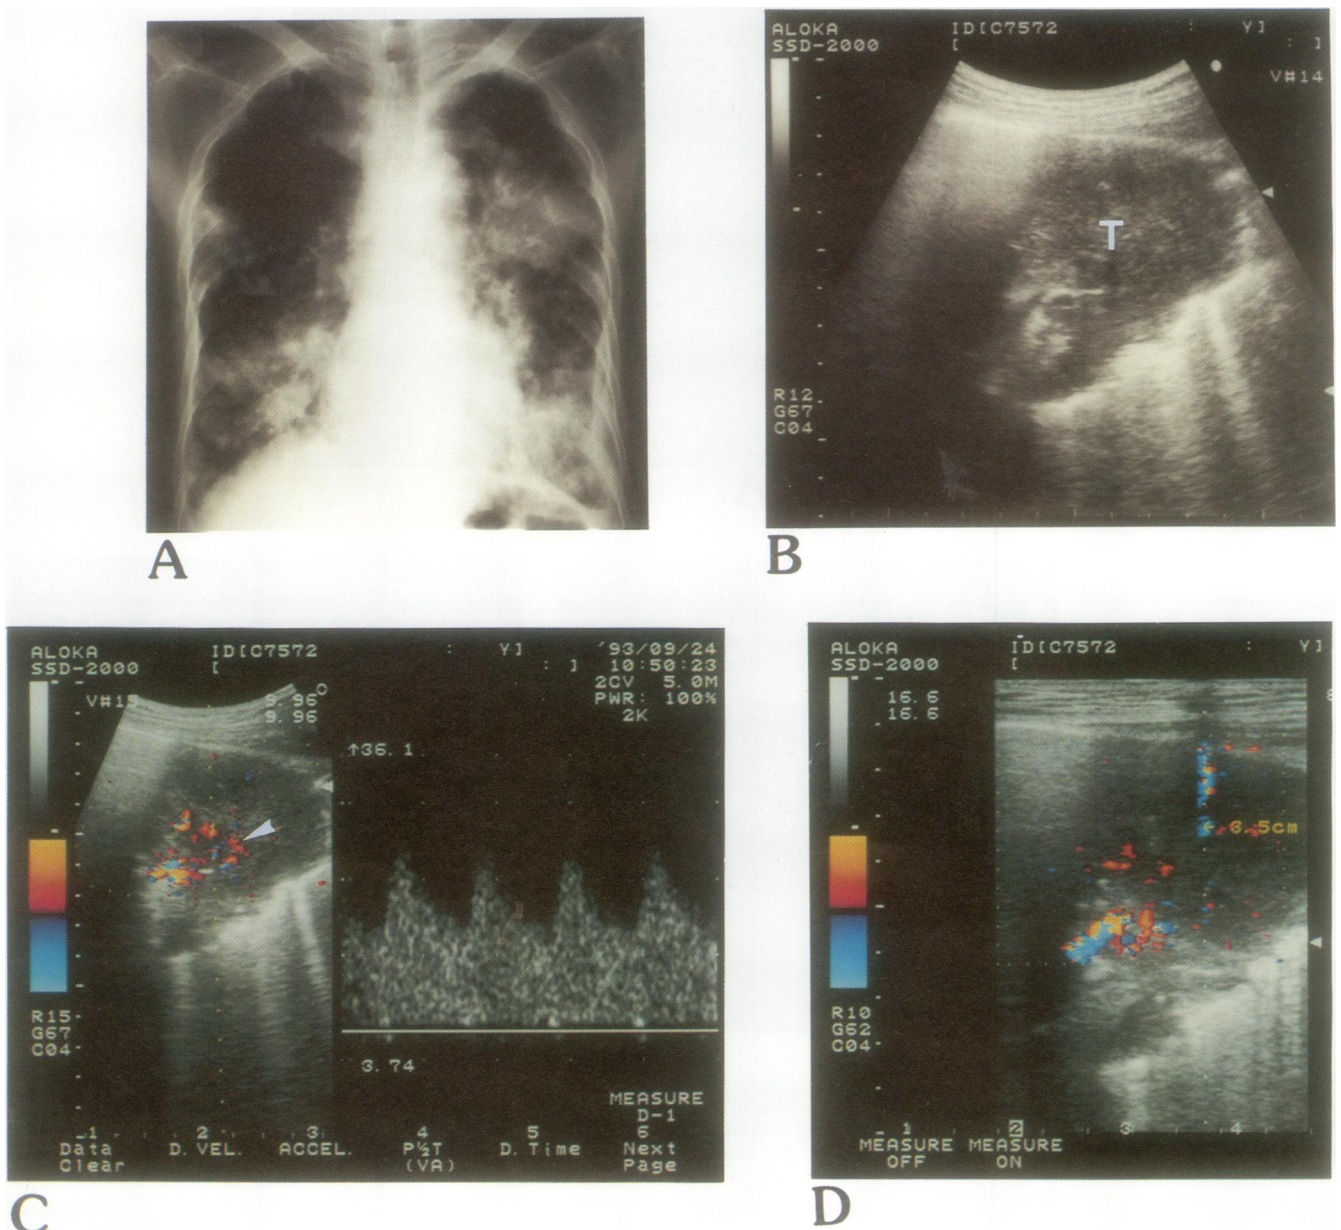 A
ALOKA ID[C7572 : Y]
SSD-2000 [ : ]
V#14
T
R12
G67
C04
B
ALOKA ID[C7572 : Y] '93/09/24
SSD-2000 [ : ] 10:50:23
V#15 9.96 2CV 5.0M
9.96 PWR: 100%
2K
↑36.1
R15
G67
C04
3.74
MEASURE
D-1
1 2 3 4 5 6
Data D. VEL. ACCEL. P½T D. Time Next
Clear (VA) Page
C
ALOKA ID[C7572 : Y]
SSD-2000 [
16.6
16.6
R10
G62
C04
1 2 3 4
MEASURE MEASURE
OFF ON
D